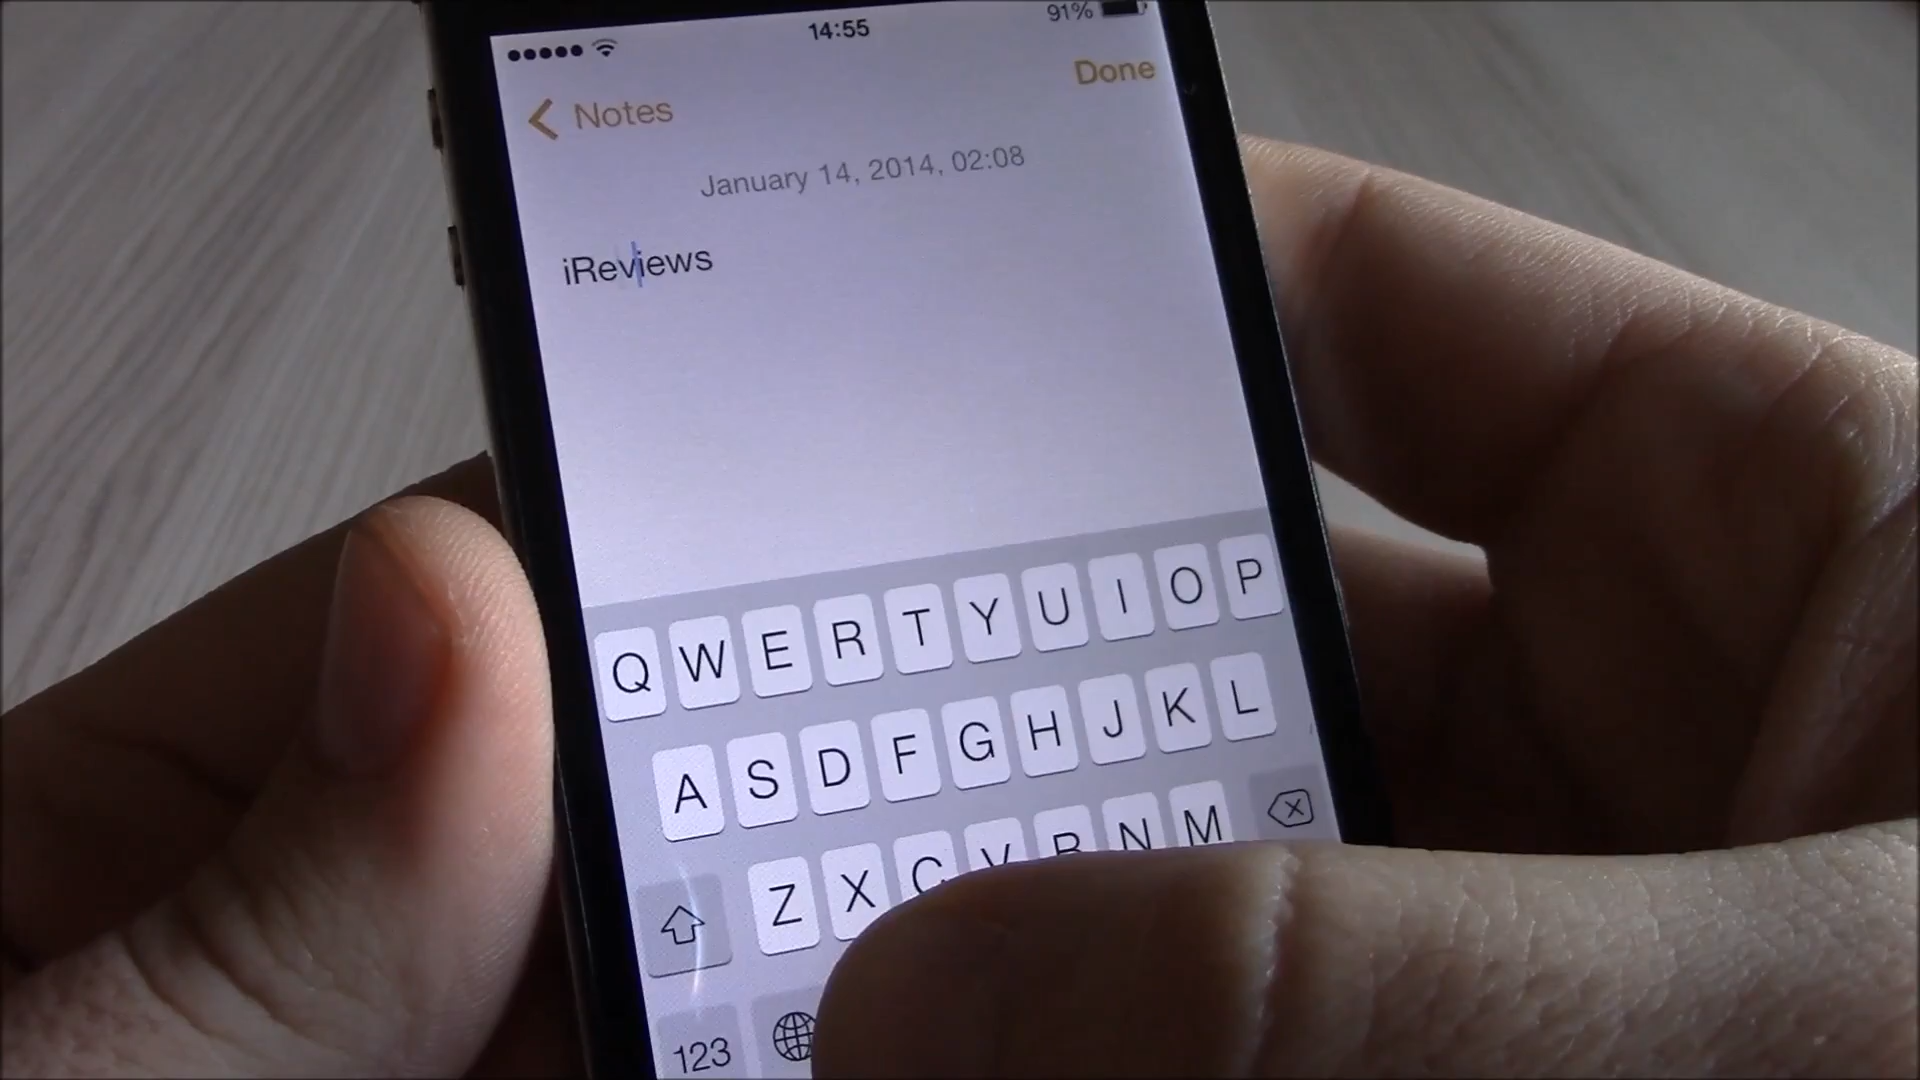 14:55
91%
Notes
Done
January 14, 2014, 02:08
iReviews
Q W E R T Y U I O P
A S D F G H J K L
Z X C V B N M
123